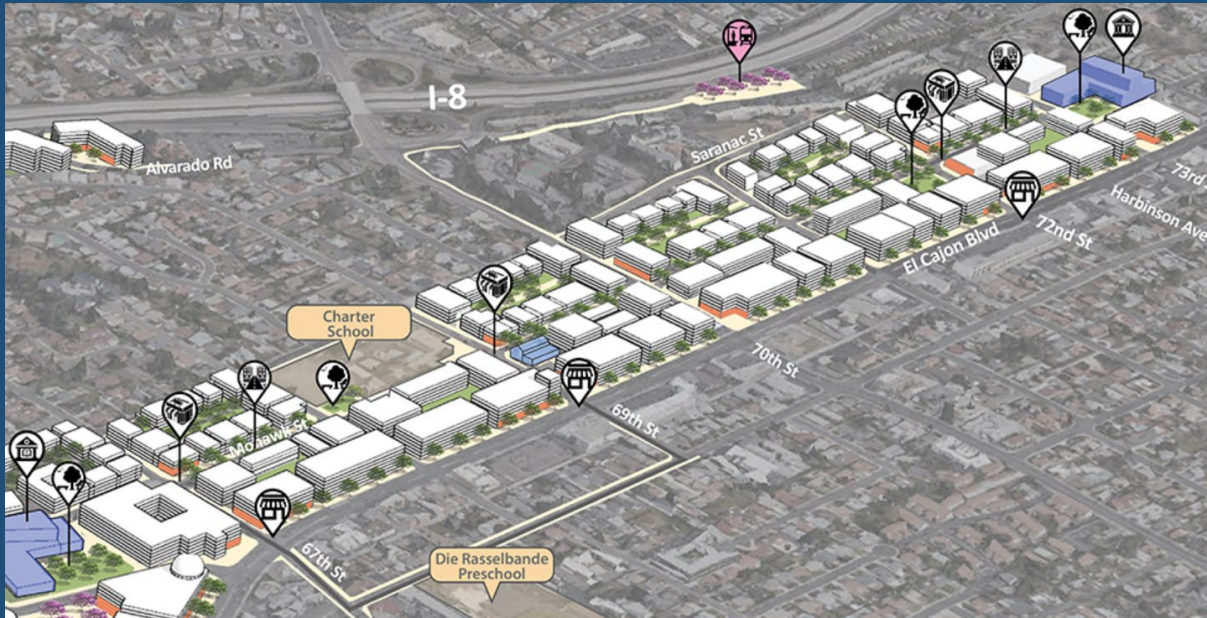 I-8
Alvarado Rd
Saranac St
73rd
Harbinson Ave
72nd St
El Cajon Blvd
Charter
School
70th St
69th St
Mohawk St
67th St
Die Rasselbande
Preschool